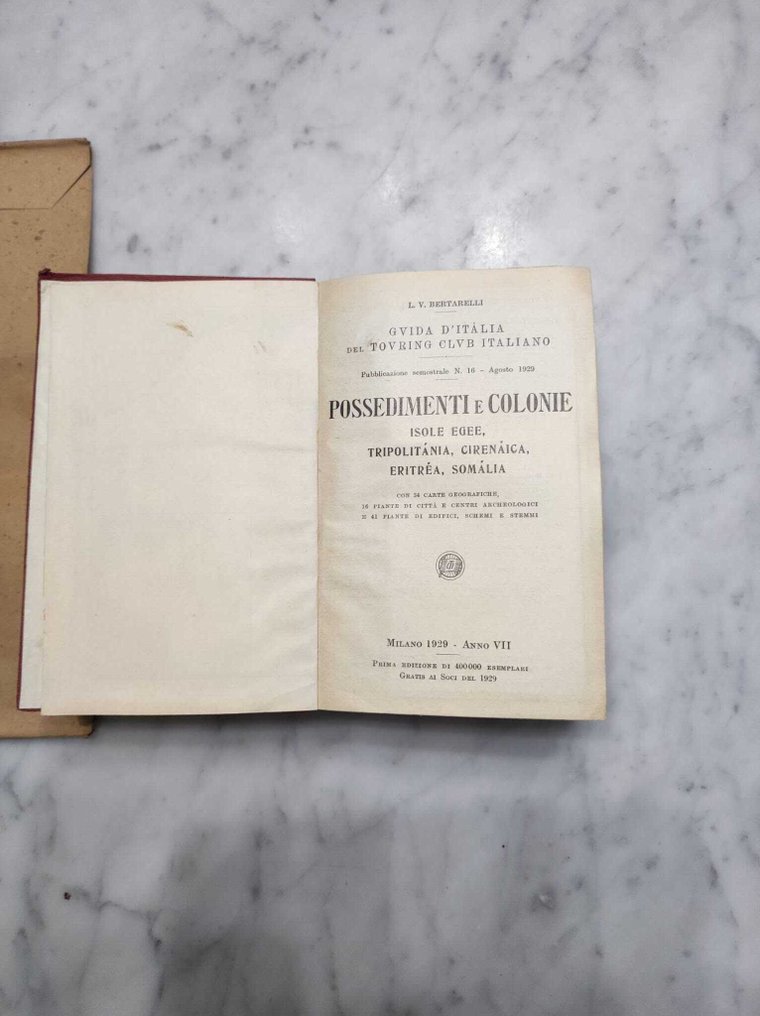 L. V. BERTARELLI
GVIDA D'ITÀLIA
DEL TOVRING CLVB ITALIANO
Pubblicazione semestrale N. 16 - Agosto 1929
POSSEDIMENTI E COLONIE
ISOLE EGEE,
TRIPOLITÁNIA, CIRENÁICA,
ERITRÉA, SOMÁLIA
CON 54 CARTE GEOGRAFICHE,
16 PIANTE DI CITTÀ E CENTRI ARCHEOLOGICI
E 41 PIANTE DI EDIFICI, SCHEMI E STEMMI
MILANO 1929 - ANNO VII
PRIMA EDIZIONE DI 400000 ESEMPLARI
GRATIS AI SOCI DEL 1929